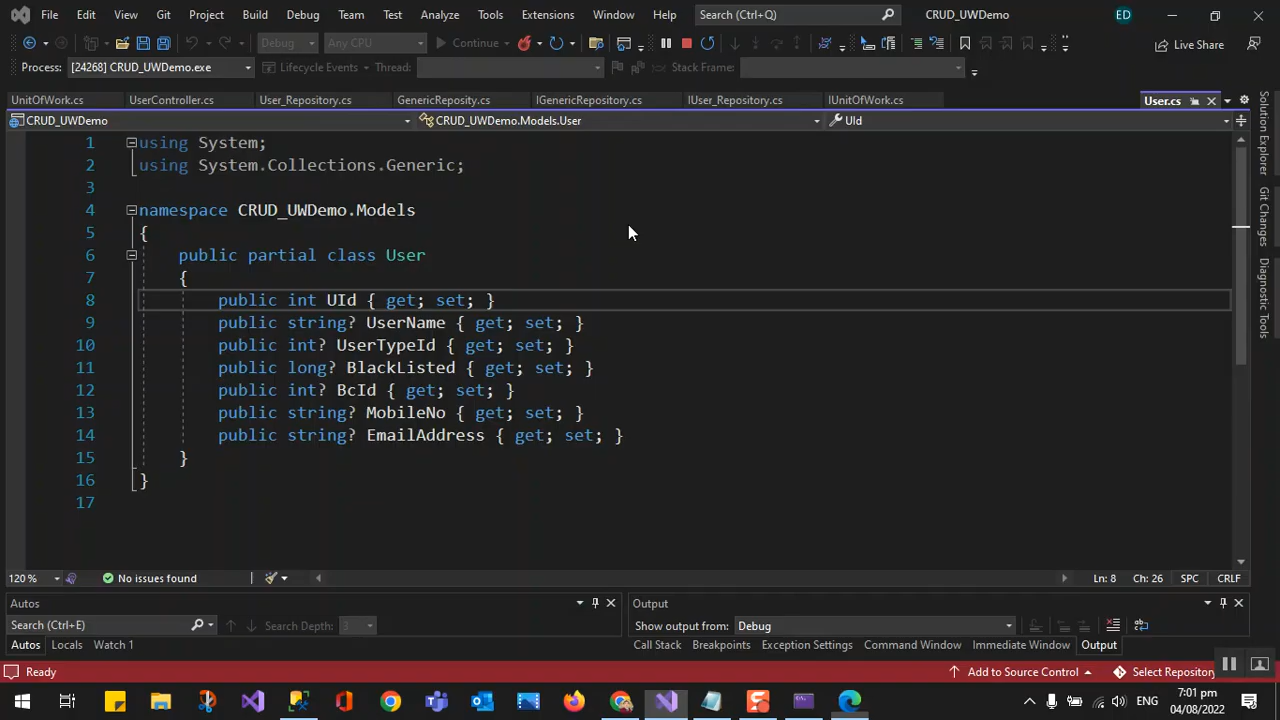 File Edit View Git Project Build Debug Team Test Analyze Tools Extensions Window Help Search (Ctrl+Q) CRUD_UWDemo ED
Debug Any CPU Continue Live Share
Process: [24268] CRUD_UWDemo.exe Lifecycle Events Thread: Stack Frame:
UnitOfWork.cs UserController.cs User_Repository.cs GenericReposity.cs IGenericRepository.cs IUser_Repositity.cs IUnitOfWork.cs User.cs
CRUD_UWDemo CRUD_UWDemo.Models.User UId
1 using System;
2 using System.Collections.Generic;
3
4 namespace CRUD_UWDemo.Models
5 {
6 public partial class User
7 {
8 public int UId { get; set; }
9 public string? UserName { get; set; }
10 public int? UserTypeId { get; set; }
11 public long? BlackListed { get; set; }
12 public int? BcId { get; set; }
13 public string? MobileNo { get; set; }
14 public string? EmailAddress { get; set; }
15 }
16 }
17
Solution Explorer
Git Changes
Diagnostic Tools
120 % No issues found Ln: 8 Ch: 26 SPC CRLF
Autos
Search (Ctrl+E) Search Depth: 3
Autos Locals Watch 1
Output
Show output from: Debug
Call Stack Breakpoints Exception Settings Command Window Immediate Window Output
Ready Add to Source Control Select Repository
ENG 7:01 pm
04/08/2022